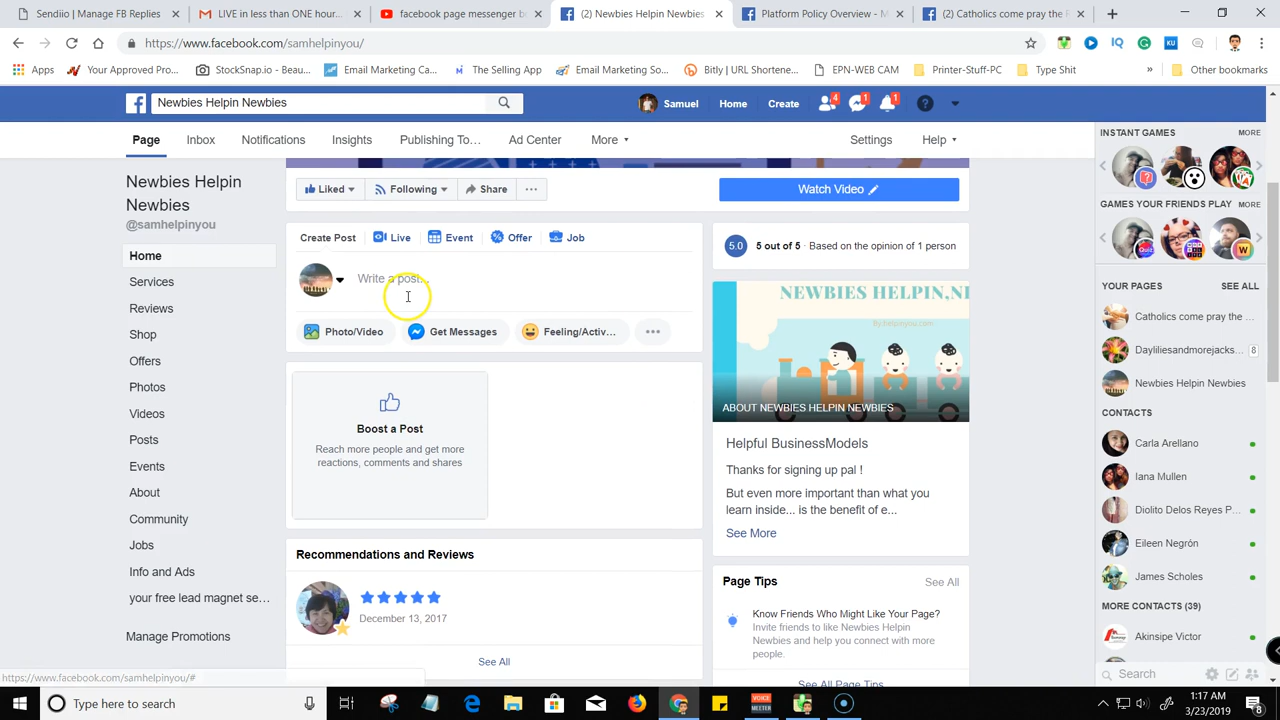 Sendiio | Manage FB Replies
LIVE in less than ONE hour...
facebook page messenger b
(2) Newbies Helpin Newbies
Platform Policy Overview - M
(2) Catholics come pray the R
https://www.facebook.com/samhelpinyou/
Apps
Your Approved Pro...
StockSnap.io - Beau...
Email Marketing Ca...
The Selling App
Email Marketing So...
Bitly | URL Shortene...
EPN-WEB CAM
Printer-Stuff-PC
Type Shit
»
Other bookmarks
Newbies Helpin Newbies
Samuel
Home
Create
4
1
1
Page
Inbox
Notifications
Insights
Publishing To...
Ad Center
More
Settings
Help
Newbies Helpin
Newbies
@samhelpinyou
Home
Services
Reviews
Shop
Offers
Photos
Videos
Posts
Events
About
Community
Jobs
Info and Ads
your free lead magnet se...
Manage Promotions
Liked
Following
Share
...
Watch Video
Create Post
Live
Event
Offer
Job
Write a post...
Photo/Video
Get Messages
Feeling/Activ...
...
Boost a Post
Reach more people and get more
reactions, comments and shares
Recommendations and Reviews
December 13, 2017
See All
5.0
5 out of 5 · Based on the opinion of 1 person
NEWBIES HELPIN,NE
ABOUT NEWBIES HELPIN NEWBIES
Helpful BusinessModels
Thanks for signing up pal !
But even more important than what you
learn inside... is the benefit of e...
See More
Page Tips
See All
Know Friends Who Might Like Your Page?
Invite friends to like Newbies Helpin
Newbies and help you connect with more
people.
See All Page Tips
INSTANT GAMES
MORE
GAMES YOUR FRIENDS PLAY
MORE
YOUR PAGES
SEE ALL
Catholics come pray the ...
Dayliliesandmorejacks...
8
Newbies Helpin Newbies
CONTACTS
Carla Arellano
Iana Mullen
Diolito Delos Reyes P...
Eileen Negrón
James Scholes
MORE CONTACTS (39)
Akinsipe Victor
Search
https://www.facebook.com/samhelpinyou/#
Type here to search
1:17 AM
3/23/2019
8